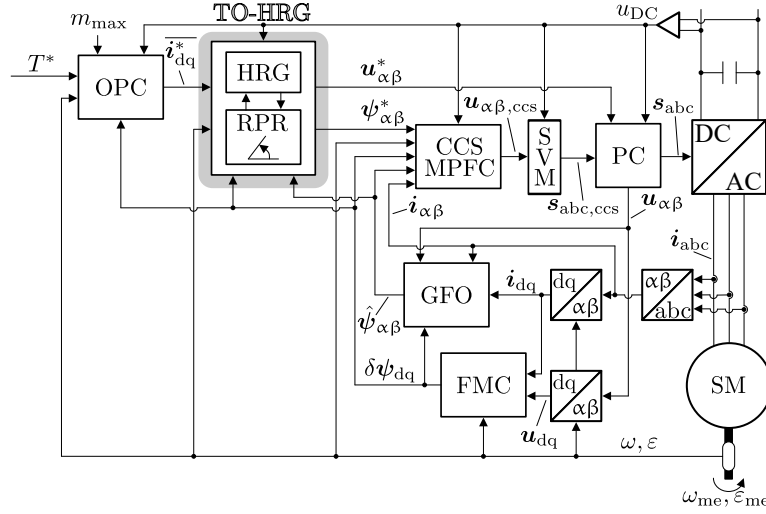 TO-HRG
u_DC
m_max
T*
i*_dq
OPC
HRG
RPR
u*_αβ
ψ*_αβ
CCS
MPFC
u_αβ,ccs
SVM
s_abc,ccs
PC
s_abc
DC
AC
u_αβ
i_αβ
i_abc
GFO
i_dq
dq
αβ
αβ
abc
ψ̂_αβ
δψ_dq
FMC
dq
αβ
u_dq
SM
ω, ε
ω_me, ε_me